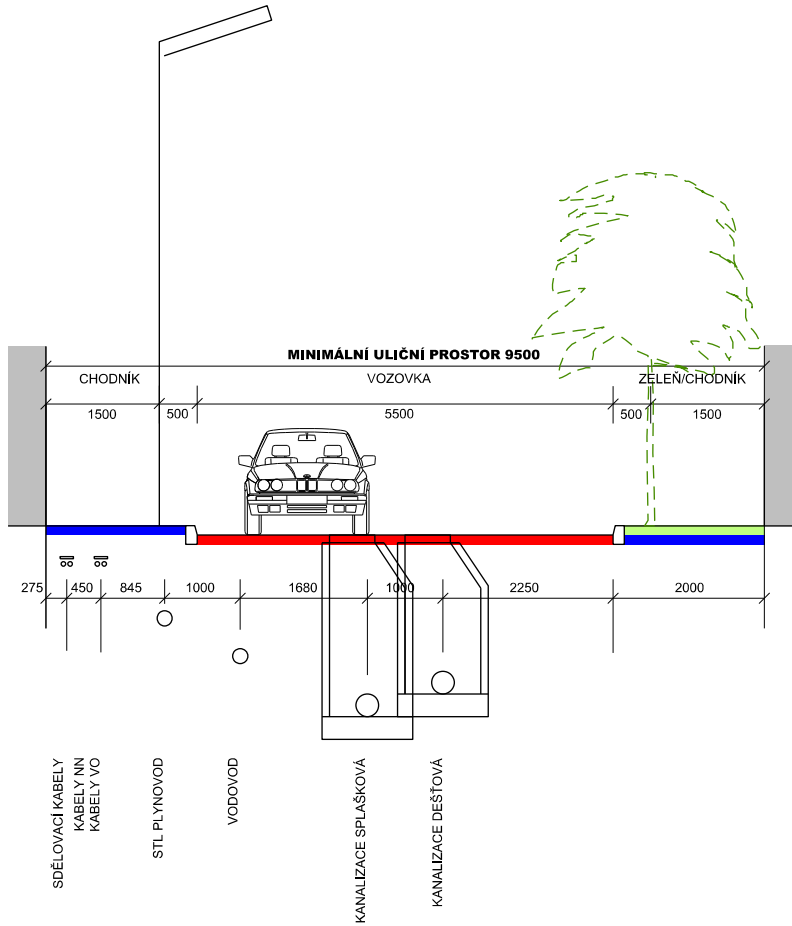 MINIMÁLNÍ ULIČNÍ PROSTOR 9500
CHODNÍK VOZOVKA ZELEŇ/CHODNÍK
1500 500 5500 500 1500
275 450 845 1000 1680 1000 2250 2000
SDĚLOVACÍ KABELY
KABELY NN
KABELY VO
STL PLYNOVOD
VODOVOD
KANALIZACE SPLAŠKOVÁ
KANALIZACE DEŠŤOVÁ